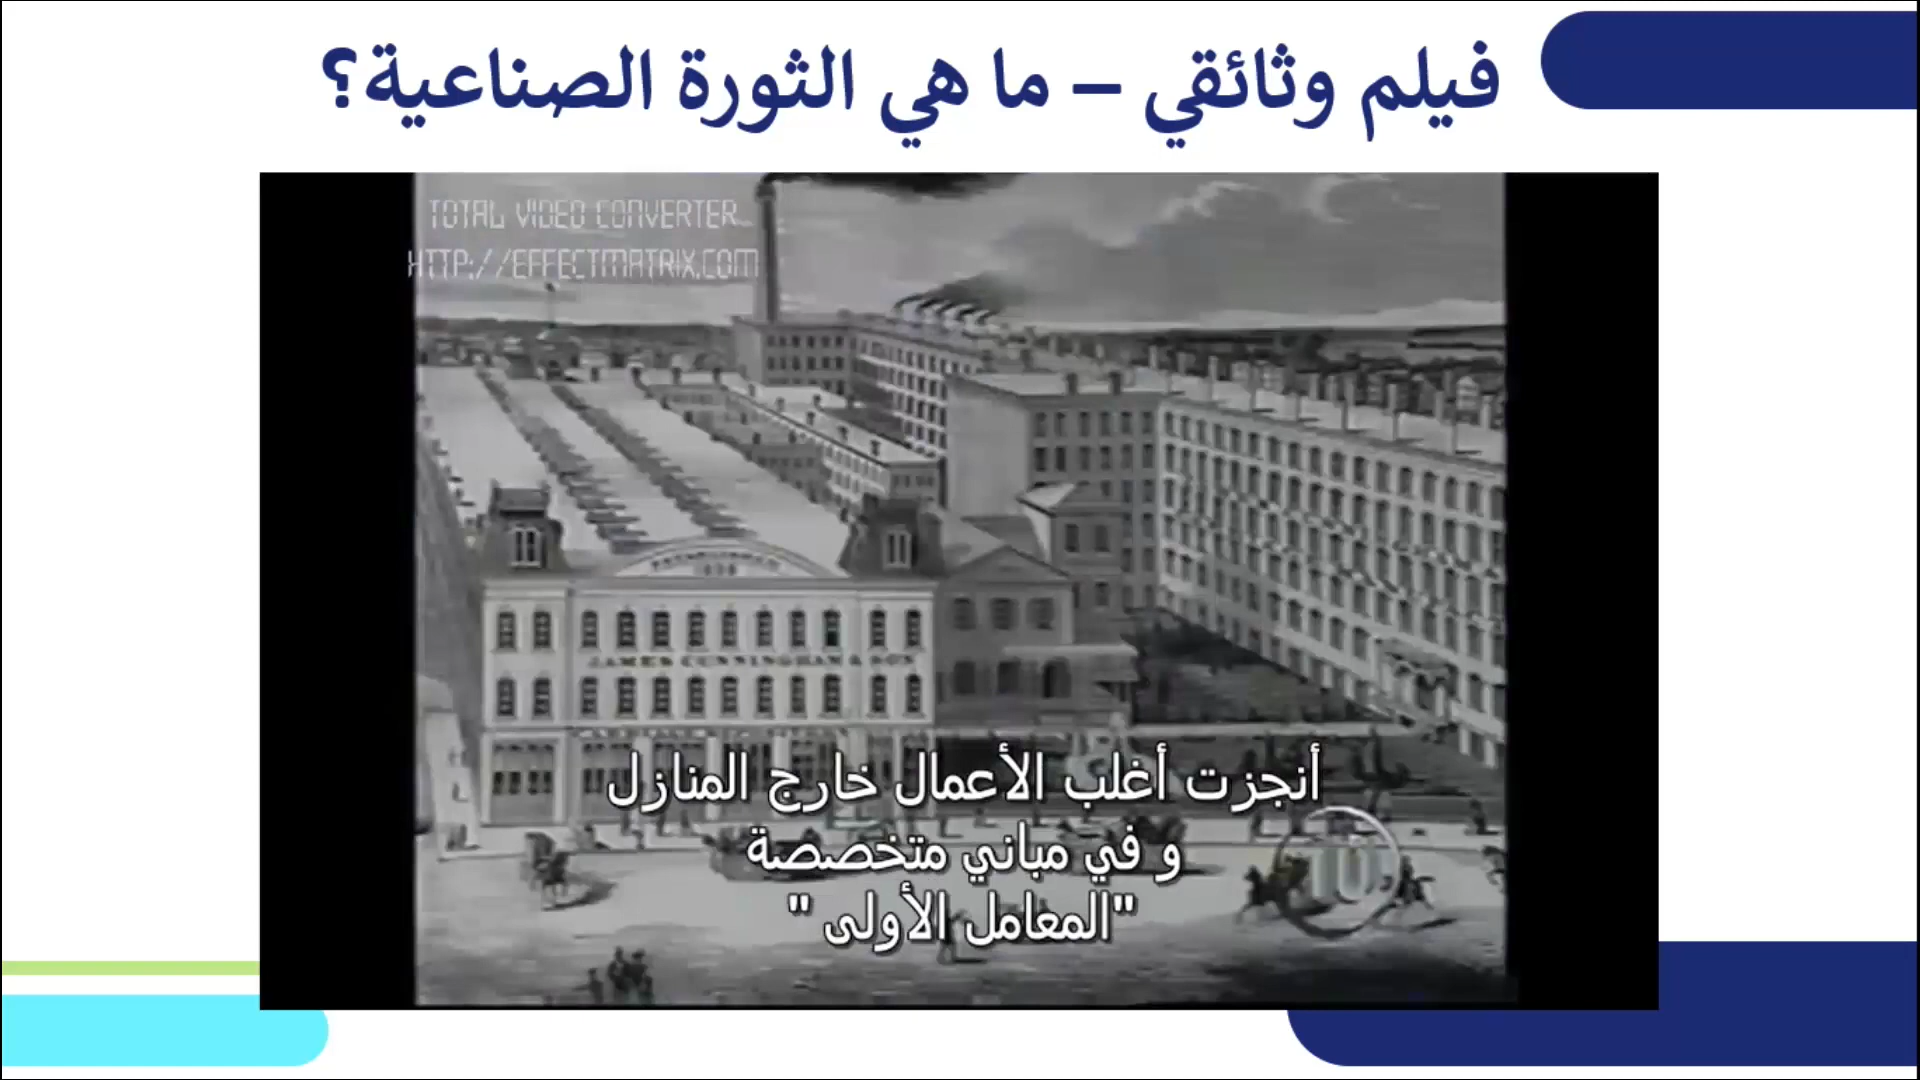 فيلم وثائقي – ما هي الثورة الصناعية؟
TOTAL VIDEO CONVERTER
HTTP://EFFECTMATRIX.COM
JAMES CUNNINGHAM & SON
أنجزت أغلب الأعمال خارج المنازل
و في مباني متخصصة
"المعامل الأولى"
10